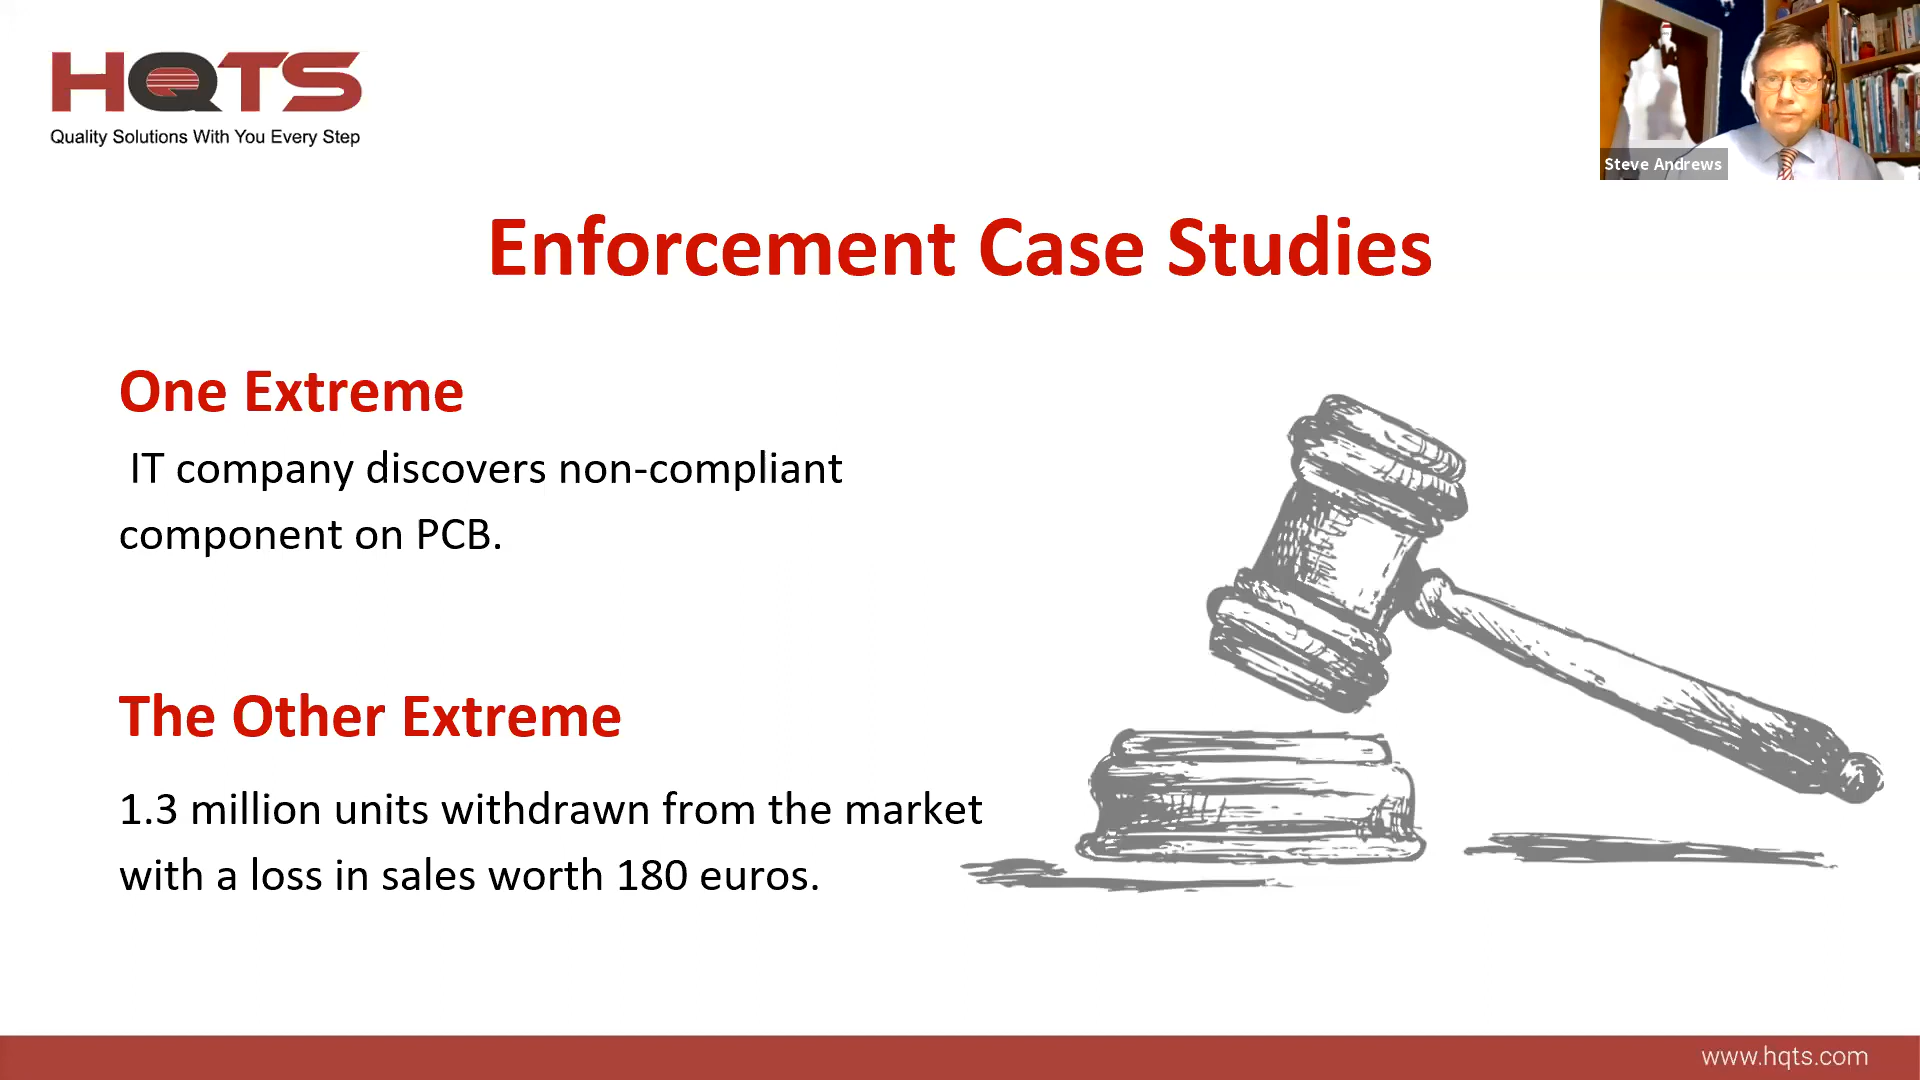 HQTS
Quality Solutions With You Every Step
Steve Andrews
Enforcement Case Studies
One Extreme
IT company discovers non-compliant
component on PCB.
The Other Extreme
1.3 million units withdrawn from the market
with a loss in sales worth 180 euros.
www.hqts.com